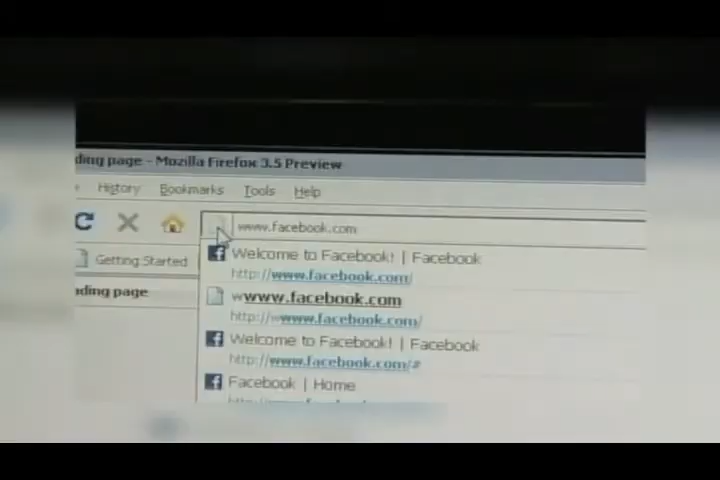 ding page - Mozilla Firefox 3.5 Preview
History Bookmarks Tools Help
www.facebook.com
Welcome to Facebook! | Facebook
Getting Started
http://www.facebook.com/
nding page
wwww.facebook.com
http://wwww.facebook.com/
Welcome to Facebook! | Facebook
http://www.facebook.com/#
Facebook | Home